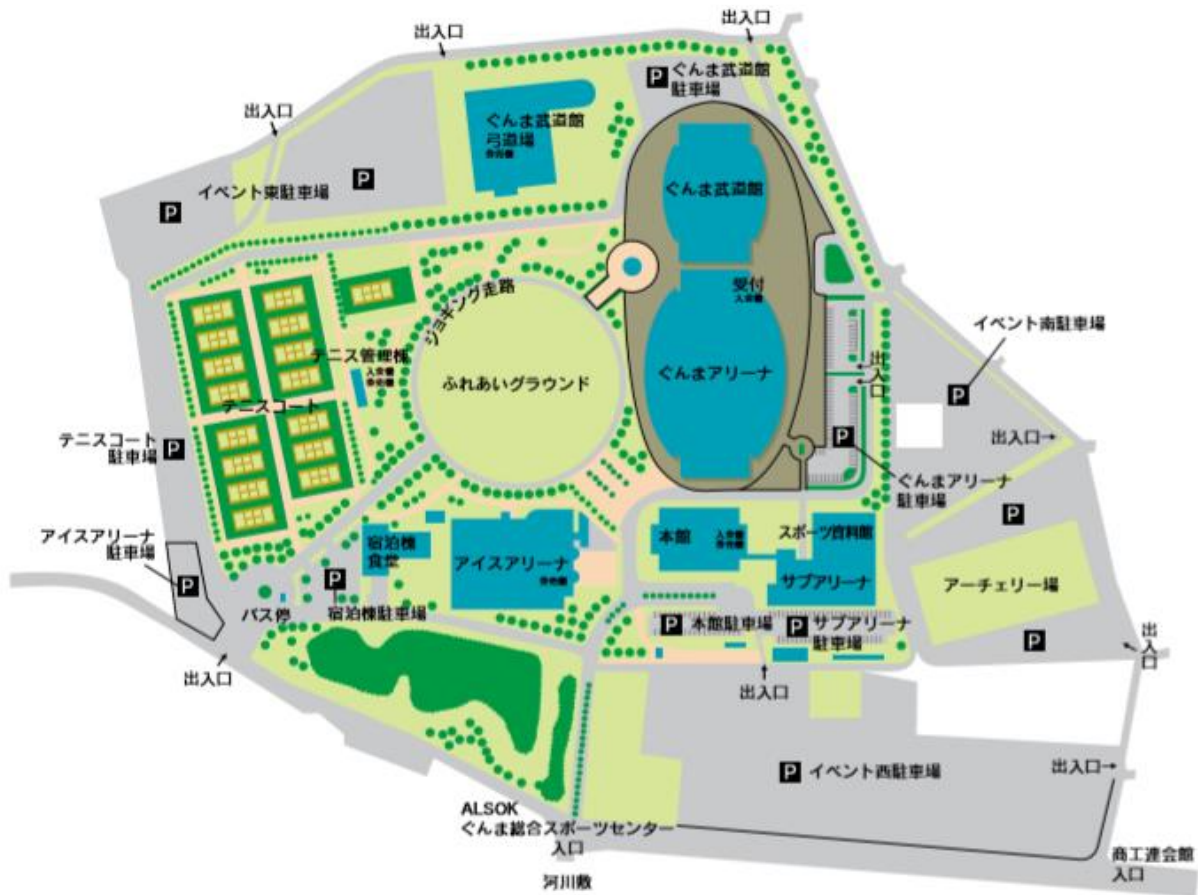 出入口
出入口
P ぐんま武道館
駐車場
出入口
ぐんま武道館
弓道場
イベント東駐車場
P
P
ぐんま武道館
受付
ジョギング走路
イベント南駐車場
P
テニス管理棟
ふれあいグラウンド
ぐんまアリーナ
出入口
テニスコート
テニスコート
駐車場
P
P
出入口→
ぐんまアリーナ
駐車場
P
アイスアリーナ
駐車場
P
宿泊棟
食堂
アイスアリーナ
本館
スポーツ資料館
サブアリーナ
アーチェリー場
P
バス停
宿泊棟駐車場
P 本館駐車場
P サブアリーナ
駐車場
P
出入口
出入口
出入口
P イベント西駐車場
出入口→
ALSOK
ぐんま総合スポーツセンター
入口
河川敷
商工連会館
入口